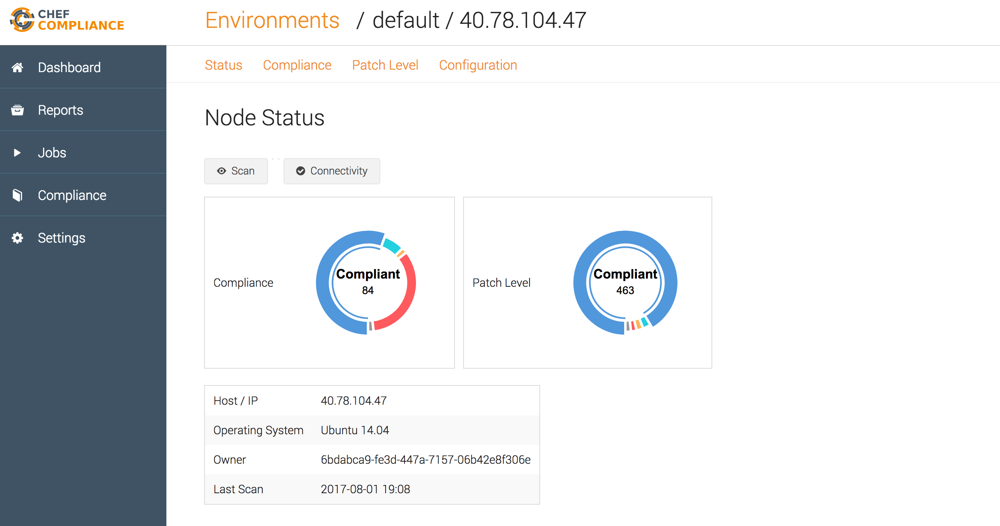 CHEF
COMPLIANCE
Environments / default / 40.78.104.47
Dashboard
Reports
Jobs
Compliance
Settings
Status Compliance Patch Level Configuration
Node Status
Scan Connectivity
Compliance
Compliant
84
Patch Level
Compliant
463
Host / IP 40.78.104.47
Operating System Ubuntu 14.04
Owner 6bdabca9-fe3d-447a-7157-06b42e8f306e
Last Scan 2017-08-01 19:08